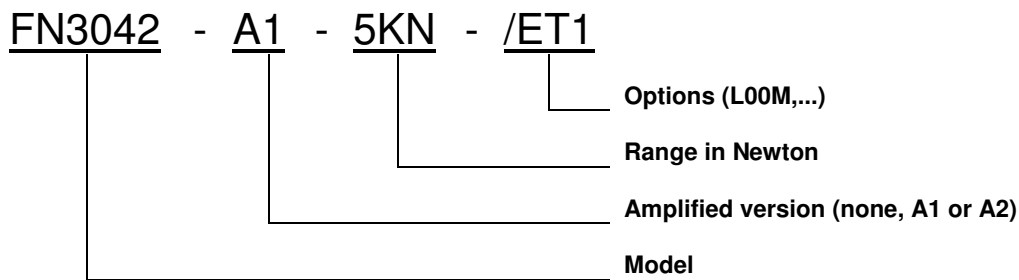 FN3042 - A1 - 5KN - /ET1
Options (L00M,...)
Range in Newton
Amplified version (none, A1 or A2)
Model